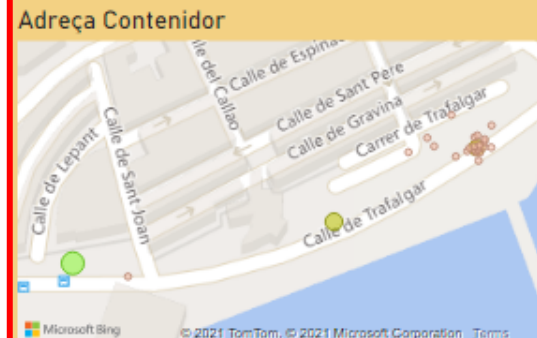 Adreça Contenidor
Calle de Espinac
lle del Callao
Calle de Sant Pere
Calle de Gravina
Carrer de Trafalgar
Calle de Lepant
Calle de Sant Joan
Calle de Trafalgar
Microsoft Bing
© 2021 TomTom, © 2021 Microsoft Corporation Terms